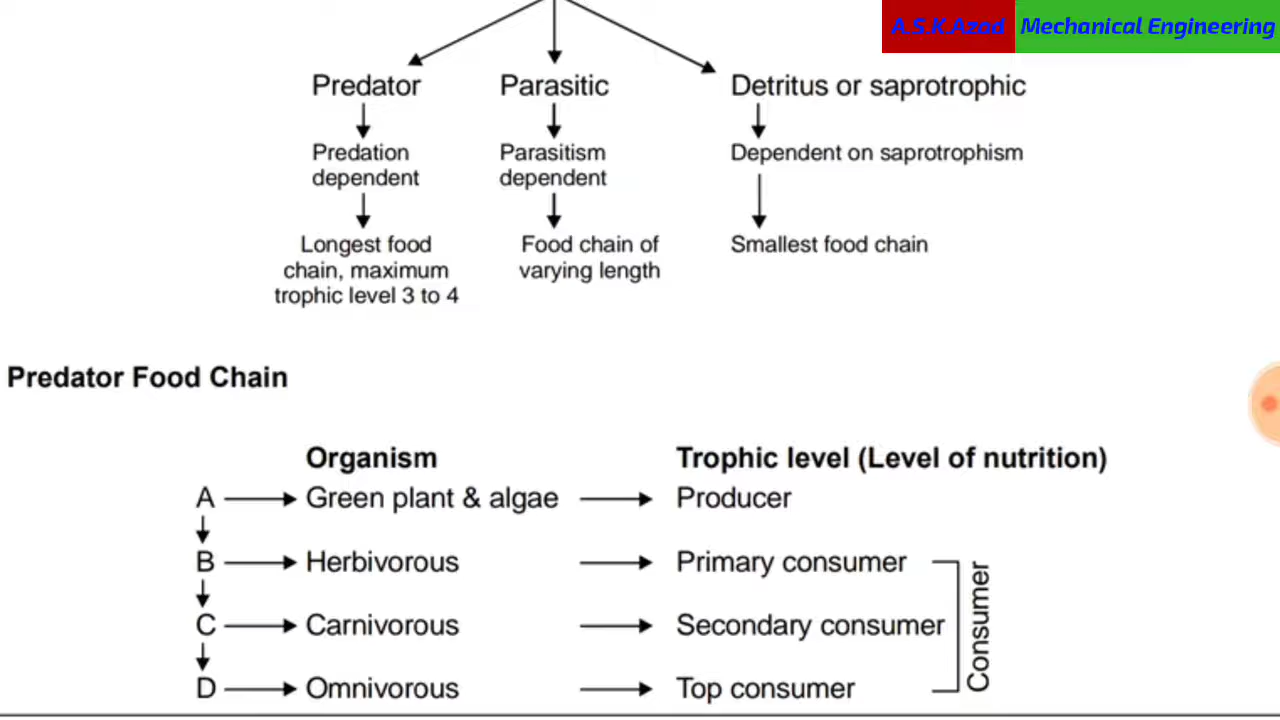 A.S.K.Azad Mechanical Engineering
Predator Parasitic Detritus or saprotrophic
Predation Parasitism Dependent on saprotrophism
dependent dependent
Longest food Food chain of Smallest food chain
chain, maximum varying length
trophic level 3 to 4
Predator Food Chain
Organism Trophic level (Level of nutrition)
A Green plant & algae Producer
B Herbivorous Primary consumer
C Carnivorous Secondary consumer
D Omnivorous Top consumer
Consumer